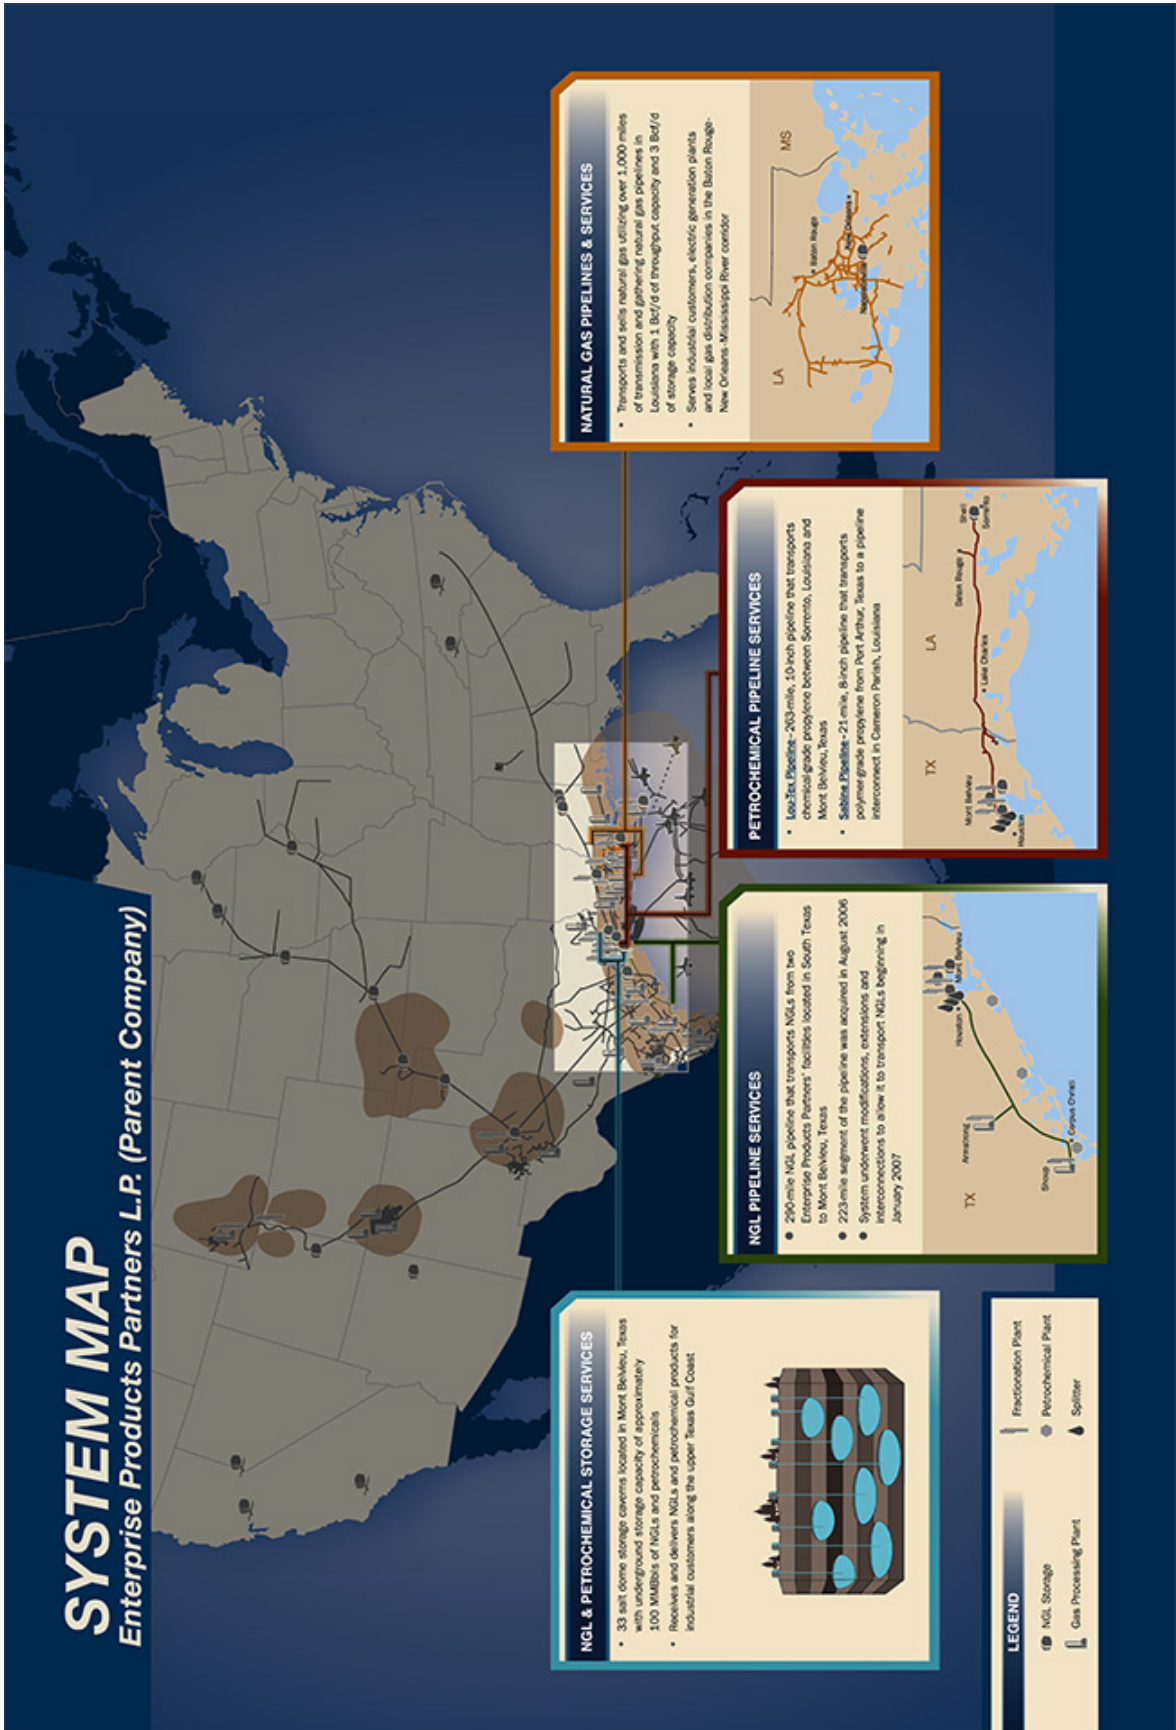 SYSTEM MAP
Enterprise Products Partners L.P. (Parent Company)
NGL & PETROCHEMICAL STORAGE SERVICES
• 33 salt dome storage caverns located in Mont Belvieu, Texas
with underground storage capacity of approximately
100 MMBbls of NGLs and petrochemicals
• Receives and delivers NGLs and petrochemical products for
industrial customers along the upper Texas Gulf Coast
NGL PIPELINE SERVICES
• 290-mile NGL pipeline that transports NGLs from two
Enterprise Products Partners' facilities located in South Texas
to Mont Belvieu, Texas
• 223-mile segment of the pipeline was acquired in August 2006
• System underwent modifications, extensions and
interconnections to allow it to transport NGLs beginning in
January 2007
TX
Armstrong
Shoup
Corpus Christi
Houston
Mont Belvieu
PETROCHEMICAL PIPELINE SERVICES
• Lou-Tex Pipeline - 263-mile, 10-inch pipeline that transports
chemical-grade propylene between Sorrento, Louisiana and
Mont Belvieu, Texas
• Sabine Pipeline - 21-mile, 8-inch pipeline that transports
polymer-grade propylene from Port Arthur, Texas to a pipeline
interconnect in Cameron Parish, Louisiana
TX
LA
Mont Belvieu
Houston
Lake Charles
Baton Rouge
Shell
Sorrento
NATURAL GAS PIPELINES & SERVICES
• Transports and sells natural gas utilizing over 1,000 miles
of transmission and gathering natural gas pipelines in
Louisiana with 1 Bcf/d of throughput capacity and 3 Bcf/d
of storage capacity
• Serves industrial customers, electric generation plants
and local gas distribution companies in the Baton Rouge-
New Orleans-Mississippi River corridor
LA
MS
Baton Rouge
New Orleans
Napoleonville
LEGEND
NGL Storage
Gas Processing Plant
Fractionation Plant
Petrochemical Plant
Splitter